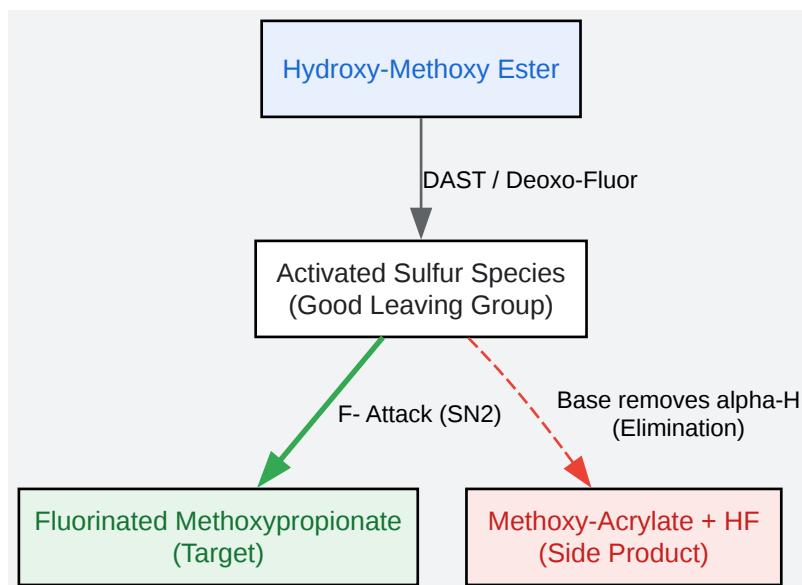 Hydroxy-Methoxy Ester
DAST / Deoxo-Fluor
Activated Sulfur Species
(Good Leaving Group)
F- Attack (SN2)
Base removes alpha-H
(Elimination)
Fluorinated Methoxypropionate
(Target)
Methoxy-Acrylate + HF
(Side Product)